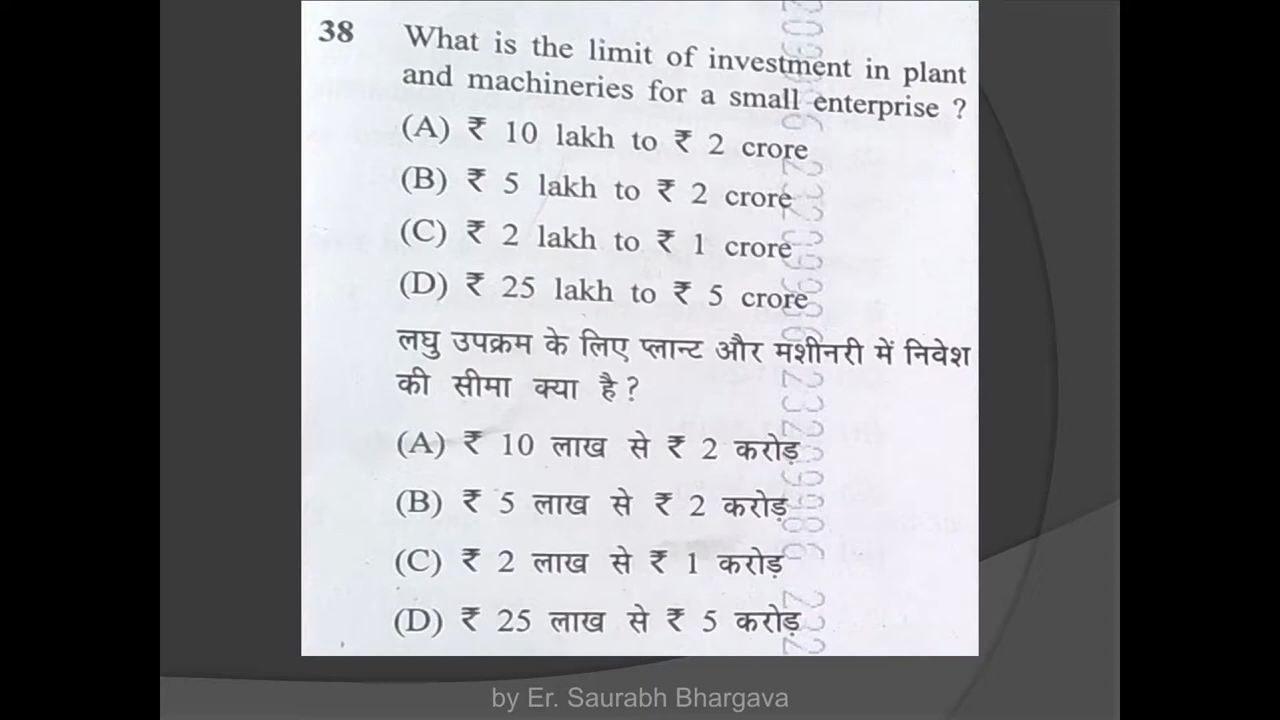 38 What is the limit of investment in plant
and machineries for a small enterprise ?
(A) ₹ 10 lakh to ₹ 2 crore
(B) ₹ 5 lakh to ₹ 2 crore
(C) ₹ 2 lakh to ₹ 1 crore
(D) ₹ 25 lakh to ₹ 5 crore
लघु उपक्रम के लिए प्लान्ट और मशीनरी में निवेश
की सीमा क्या है ?
(A) ₹ 10 लाख से ₹ 2 करोड़
(B) ₹ 5 लाख से ₹ 2 करोड़
(C) ₹ 2 लाख से ₹ 1 करोड़
(D) ₹ 25 लाख से ₹ 5 करोड़
by Er. Saurabh Bhargava